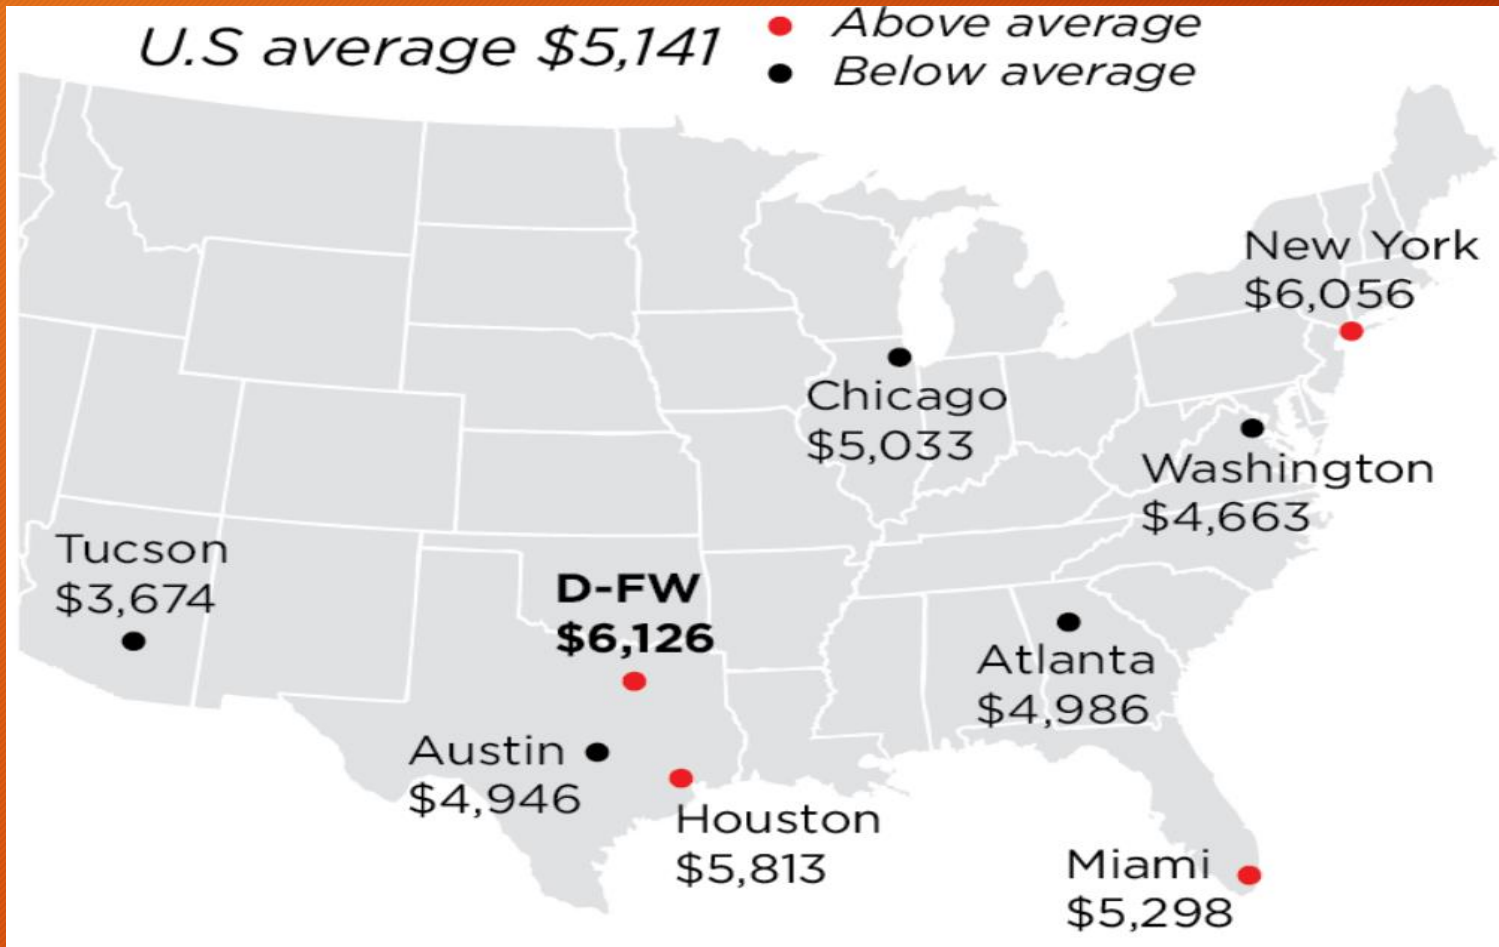 U.S average $5,141
Above average
Below average
New York
$6,056
Chicago
$5,033
Washington
$4,663
Tucson
$3,674
D-FW
$6,126
Atlanta
$4,986
Austin
$4,946
Houston
$5,813
Miami
$5,298